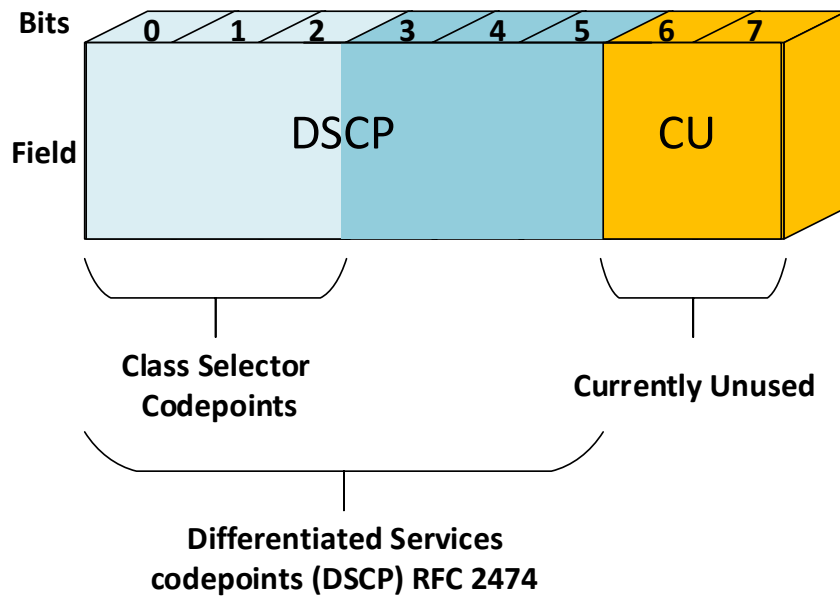 Bits 0 1 2 3 4 5 6 7
Field DSCP CU
Class Selector
Codepoints
Currently Unused
Differentiated Services
codepoints (DSCP) RFC 2474